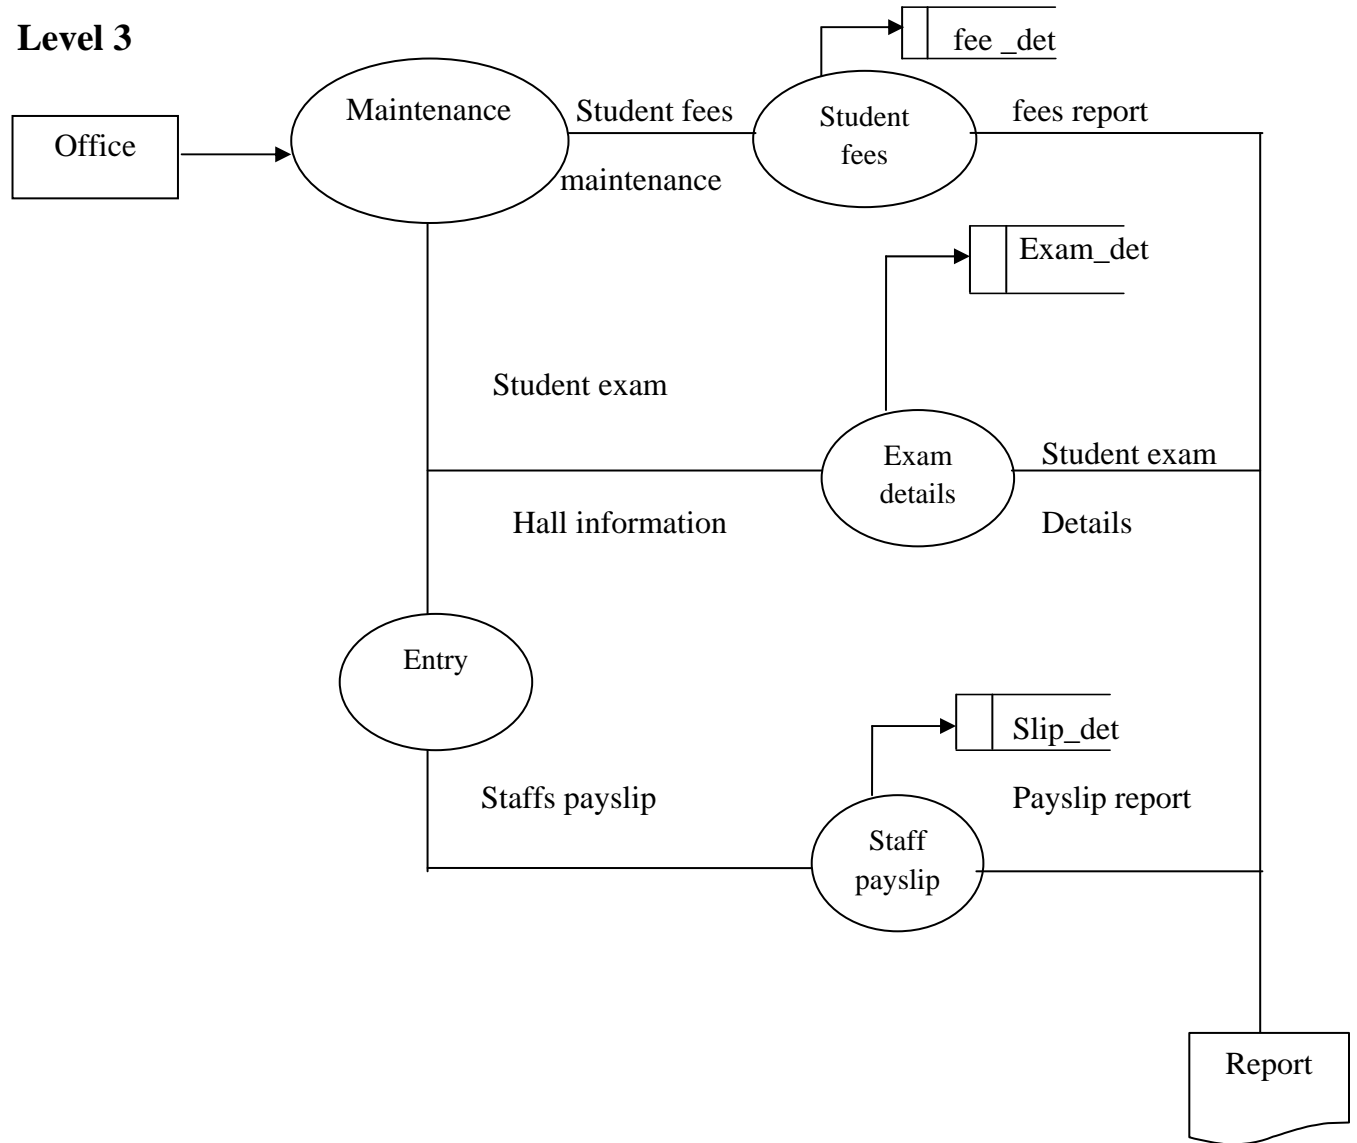 Level 3
fee _det
Office
Maintenance
Student fees
maintenance
Student
fees
fees report
Exam_det
Student exam
Hall information
Exam
details
Student exam
Details
Entry
Slip_det
Staffs payslip
Staff
payslip
Payslip report
Report